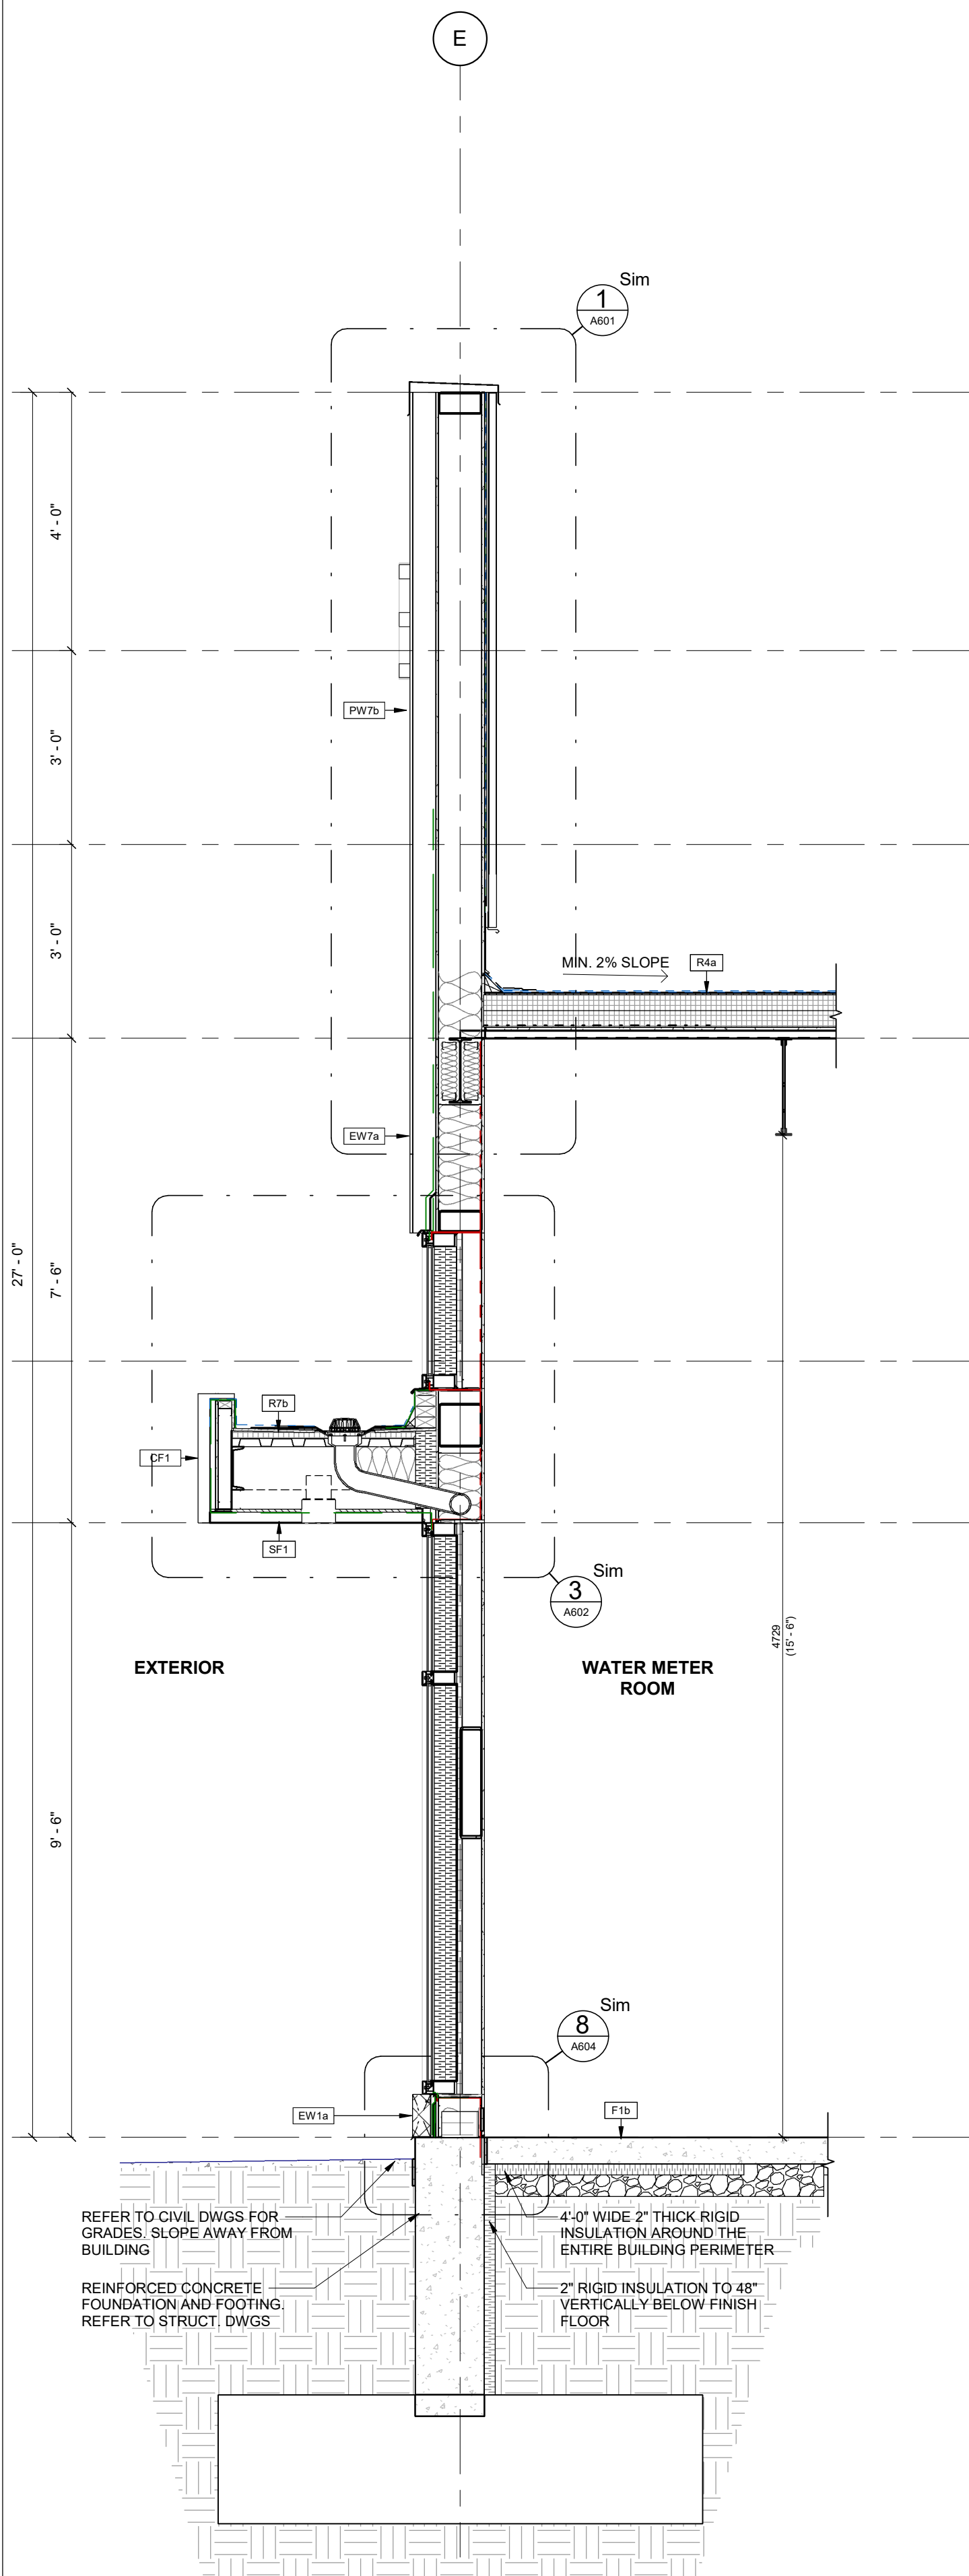 E
Sim
1
A601
4' - 0"
PW7b
3' - 0"
3' - 0"
MIN. 2% SLOPE
R4a
EW7a
27' - 0"
7' - 6"
R7b
CF1
SF1
Sim
3
A602
4729
(15' - 6")
EXTERIOR
WATER METER
ROOM
9' - 6"
Sim
8
A604
EW1a
F1b
REFER TO CIVIL DWGS FOR
GRADES. SLOPE AWAY FROM
BUILDING
4'-0" WIDE 2" THICK RIGID
INSULATION AROUND THE
ENTIRE BUILDING PERIMETER
REINFORCED CONCRETE
FOUNDATION AND FOOTING.
REFER TO STRUCT. DWGS
2" RIGID INSULATION TO 48"
VERTICALLY BELOW FINISH
FLOOR